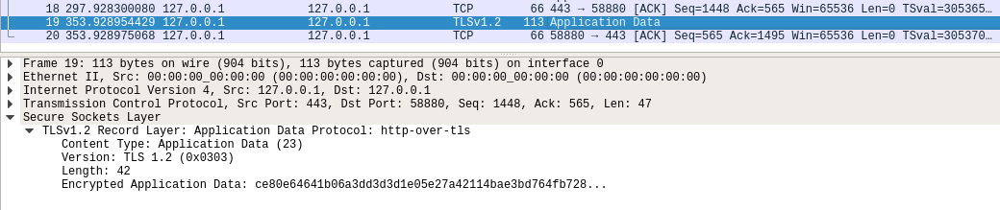 18 297.928300080 127.0.0.1 127.0.0.1 TCP 66 443 → 58880 [ACK] Seq=1448 Ack=565 Win=65536 Len=0 TSval=305365…
19 353.928954429 127.0.0.1 127.0.0.1 TLSv1.2 113 Application Data
20 353.928975068 127.0.0.1 127.0.0.1 TCP 66 58880 → 443 [ACK] Seq=565 Ack=1495 Win=65536 Len=0 TSval=305370…
Frame 19: 113 bytes on wire (904 bits), 113 bytes captured (904 bits) on interface 0
Ethernet II, Src: 00:00:00_00:00:00 (00:00:00:00:00:00), Dst: 00:00:00_00:00:00 (00:00:00:00:00:00)
Internet Protocol Version 4, Src: 127.0.0.1, Dst: 127.0.0.1
Transmission Control Protocol, Src Port: 443, Dst Port: 58880, Seq: 1448, Ack: 565, Len: 47
Secure Sockets Layer
TLSv1.2 Record Layer: Application Data Protocol: http-over-tls
Content Type: Application Data (23)
Version: TLS 1.2 (0x0303)
Length: 42
Encrypted Application Data: ce80e64641b06a3dd3d3d1e05e27a42114bae3bd764fb728...